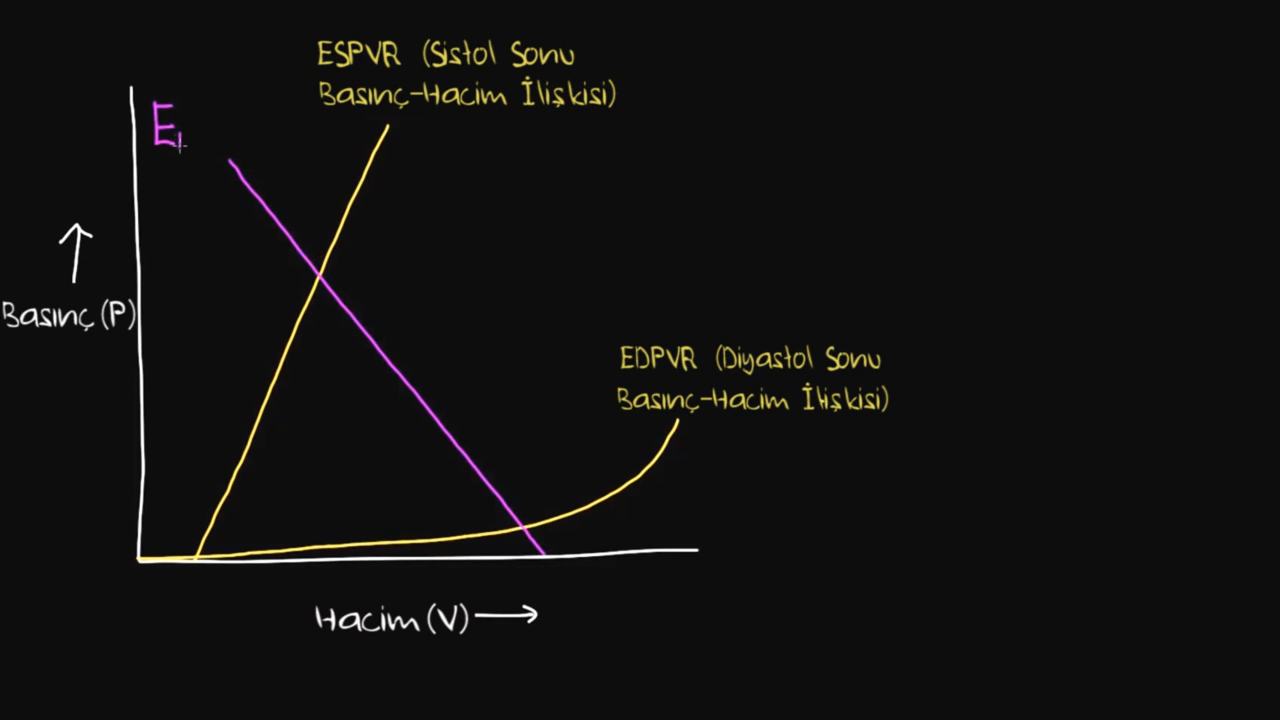 ESPVR (Sistol Sonu
Basınç-Hacim İlişkisi)
E
Basınç (P)
EDPVR (Diyastol Sonu
Basınç-Hacim İlişkisi)
Hacim (V)